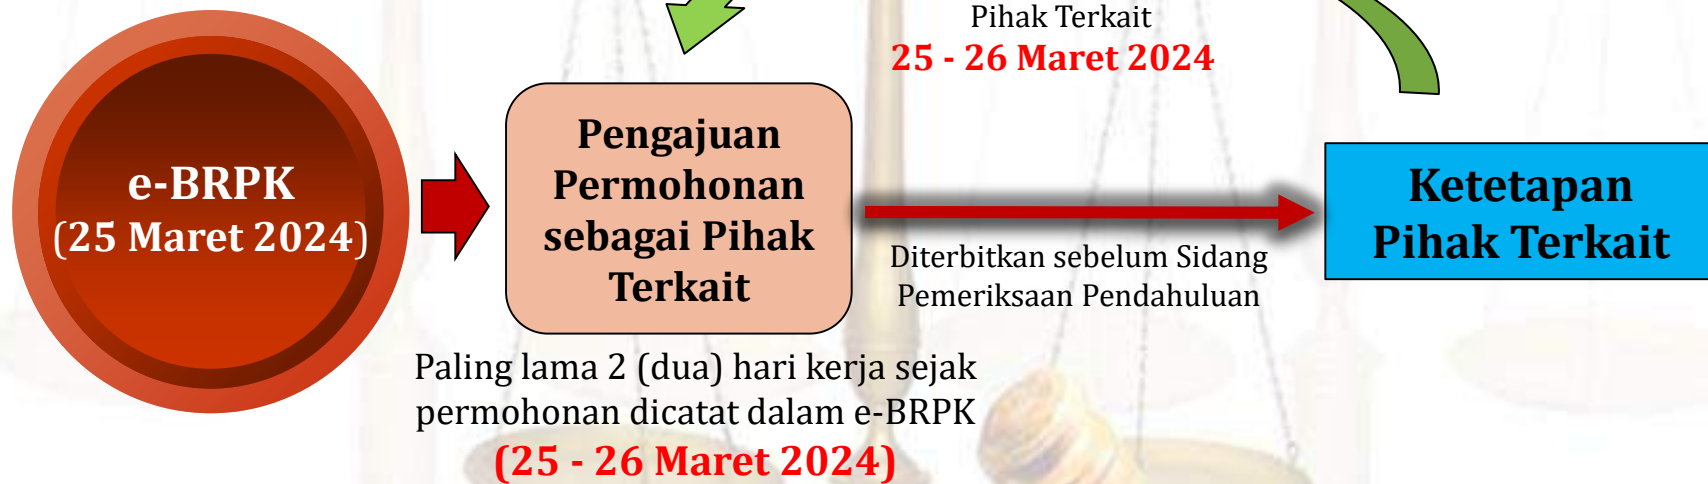 Pihak Terkait
25 - 26 Maret 2024
e-BRPK
(25 Maret 2024)
Pengajuan
Permohonan
sebagai Pihak
Terkait
Diterbitkan sebelum Sidang
Pemeriksaan Pendahuluan
Ketetapan
Pihak Terkait
Paling lama 2 (dua) hari kerja sejak
permohonan dicatat dalam e-BRPK
(25 - 26 Maret 2024)